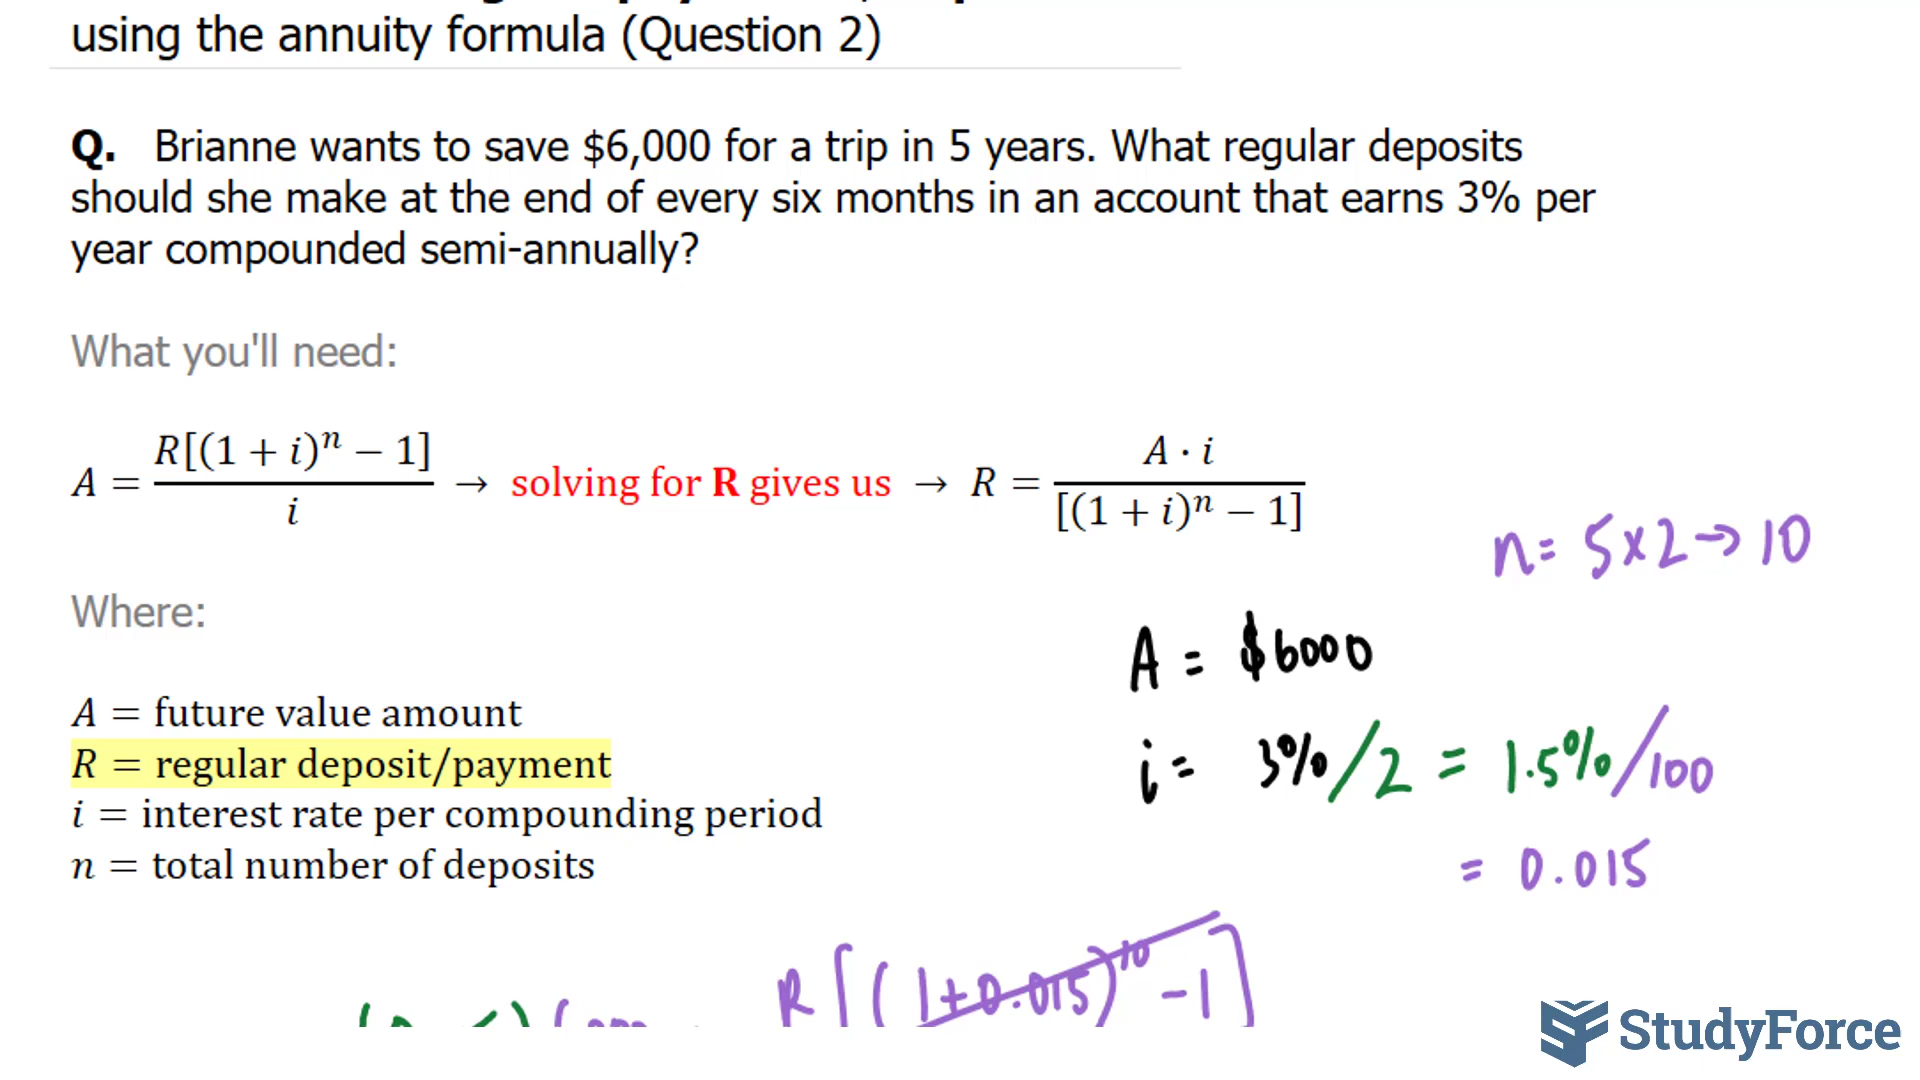 using the annuity formula (Question 2)
Q. Brianne wants to save $6,000 for a trip in 5 years. What regular deposits
should she make at the end of every six months in an account that earns 3% per
year compounded semi-annually?
What you'll need:
A = R[(1 + i)^n − 1] / i → solving for R gives us → R = A · i / [(1 + i)^n − 1]
n = 5 x 2 → 10
Where:
A = $6000
A = future value amount
R = regular deposit/payment
i = 3%/2 = 1.5%/100
i = interest rate per compounding period
n = total number of deposits
= 0.015
R[(1+0.015)^10 -1]
StudyForce